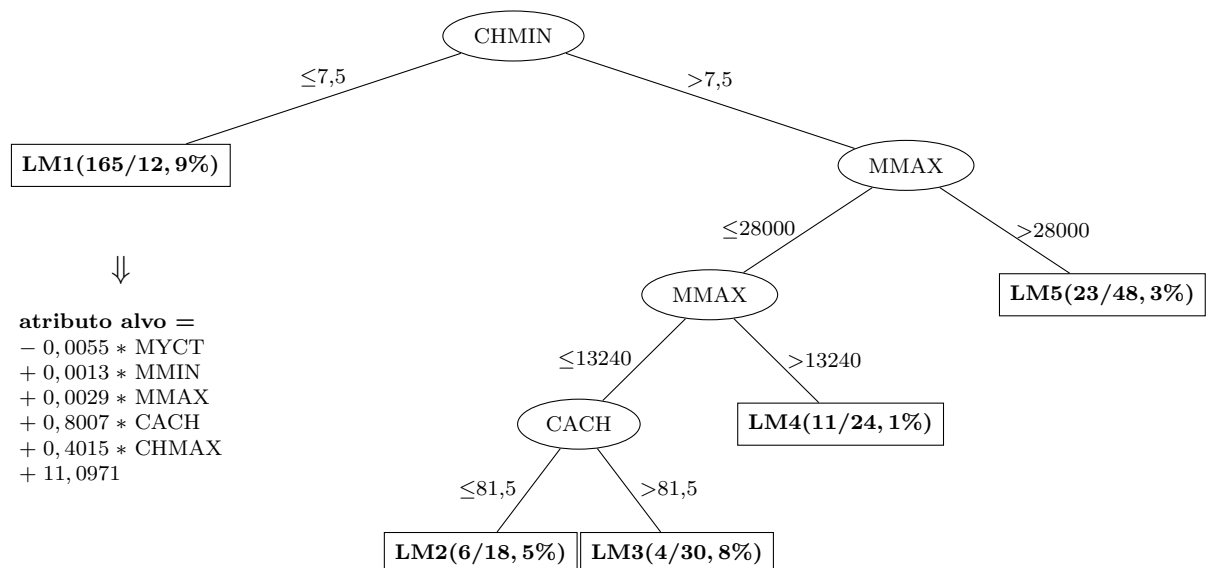 CHMIN
≤7,5
>7,5
LM1(165/12, 9%)
MMAX
≤28000
>28000
⇓
MMAX
LM5(23/48, 3%)
atributo alvo =
− 0, 0055 ∗ MYCT
+ 0, 0013 ∗ MMIN
+ 0, 0029 ∗ MMAX
+ 0, 8007 ∗ CACH
+ 0, 4015 ∗ CHMAX
+ 11, 0971
≤13240
>13240
CACH
LM4(11/24, 1%)
≤81,5
>81,5
LM2(6/18, 5%)
LM3(4/30, 8%)